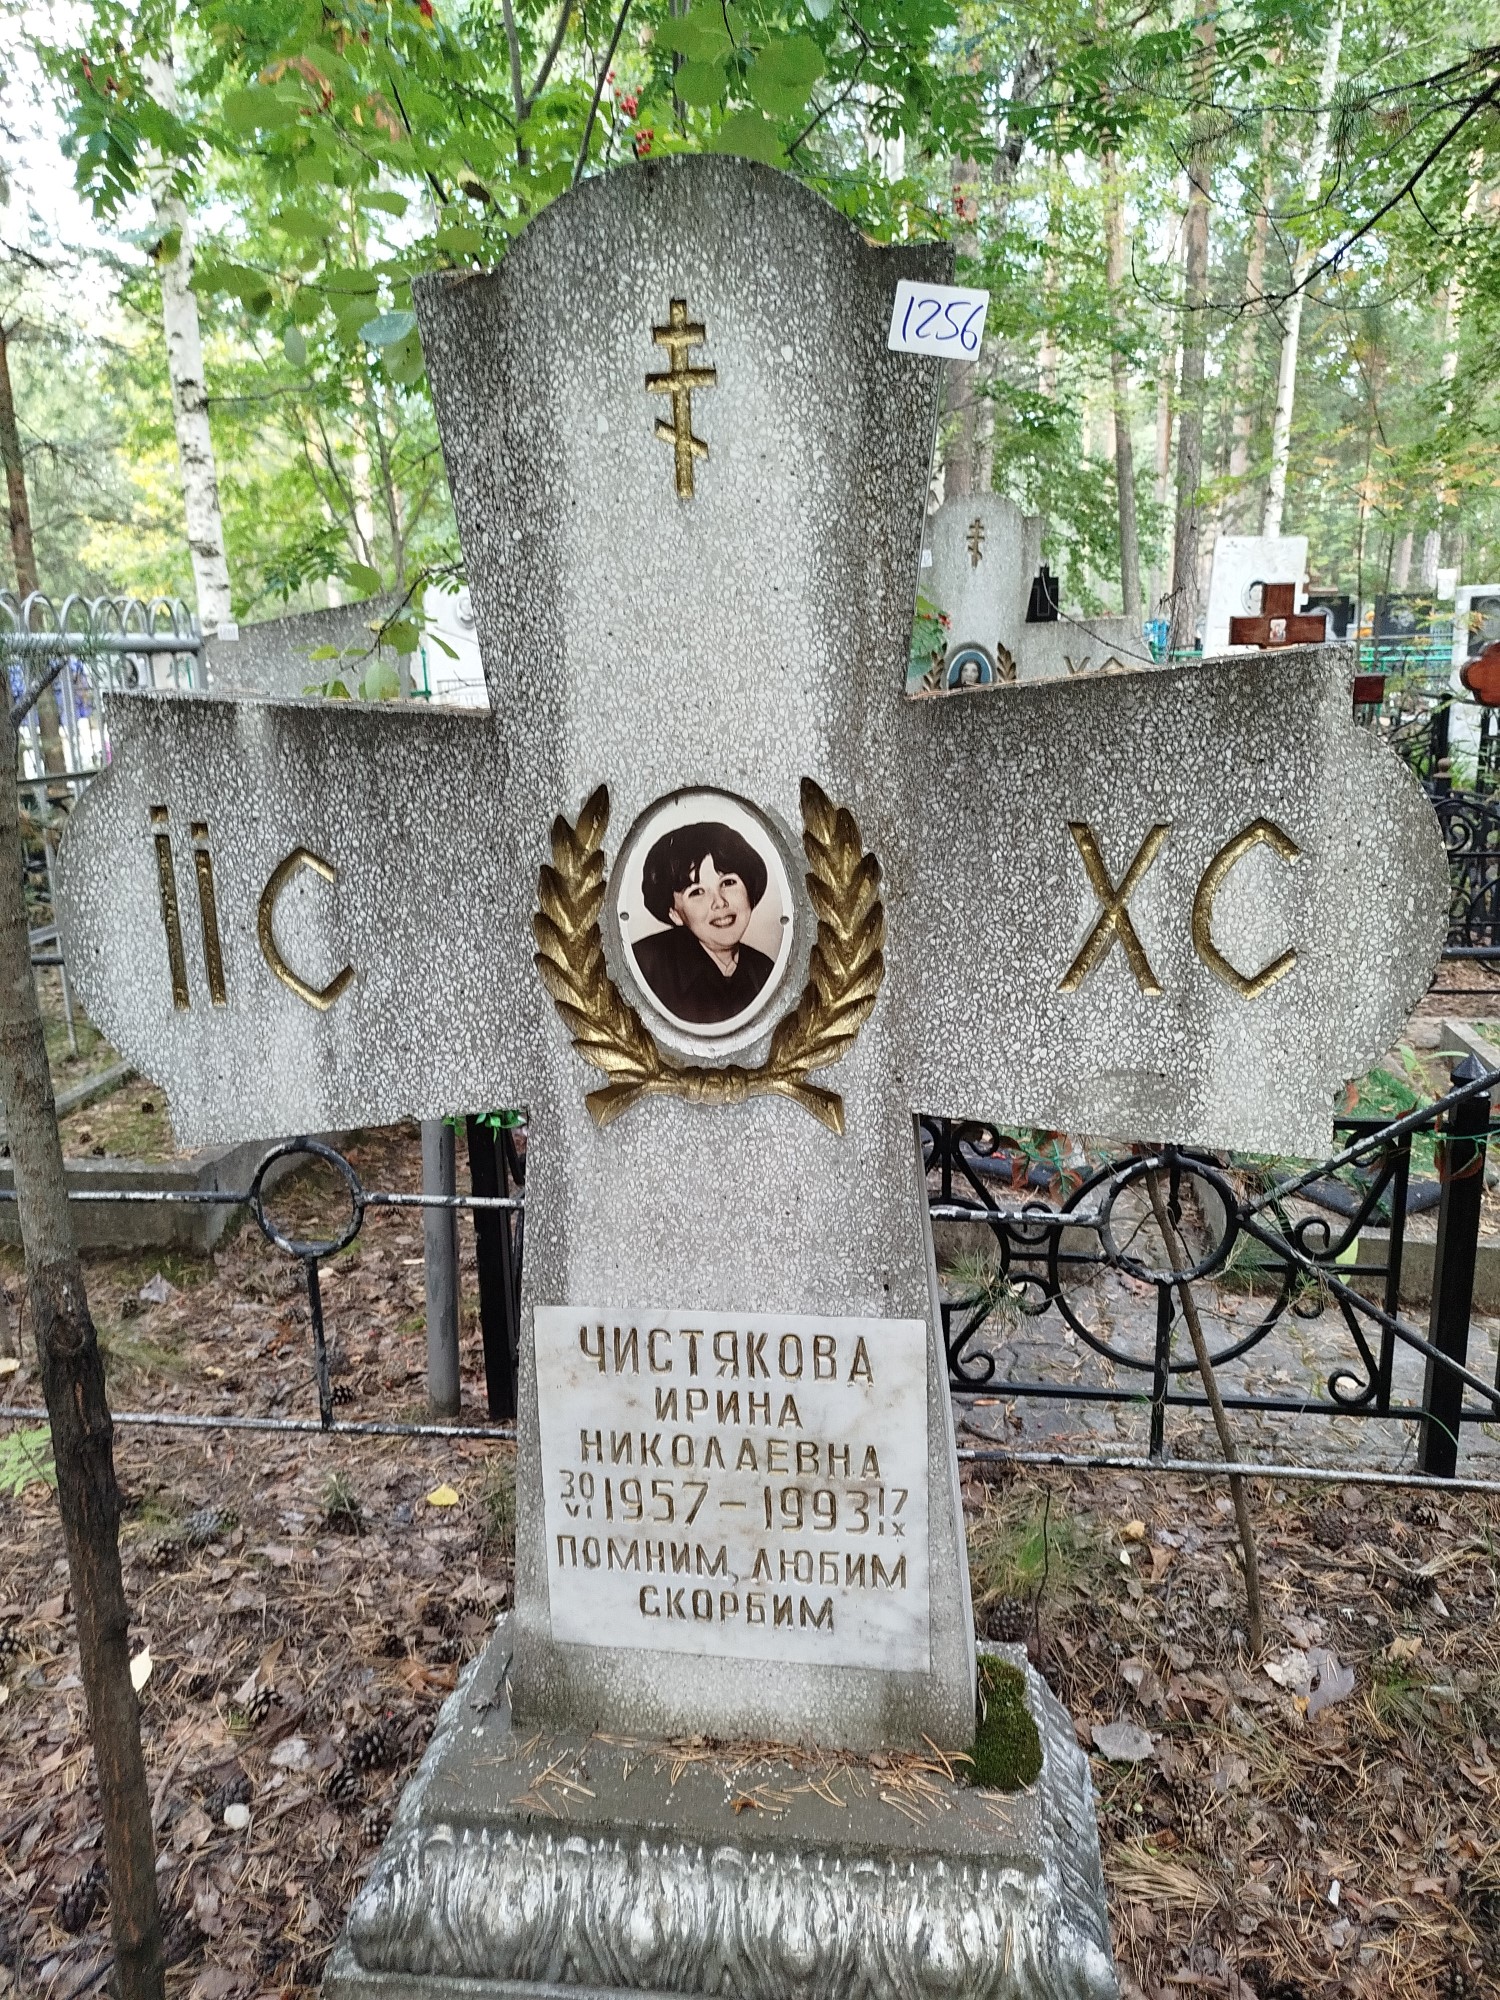 1256
ІІС ХС
ЧИСТЯКОВА
ИРИНА
НИКОЛАЕВНА
30 VI 1957 – 1993 17 IX
ПОМНИМ, ЛЮБИМ
СКОРБИМ